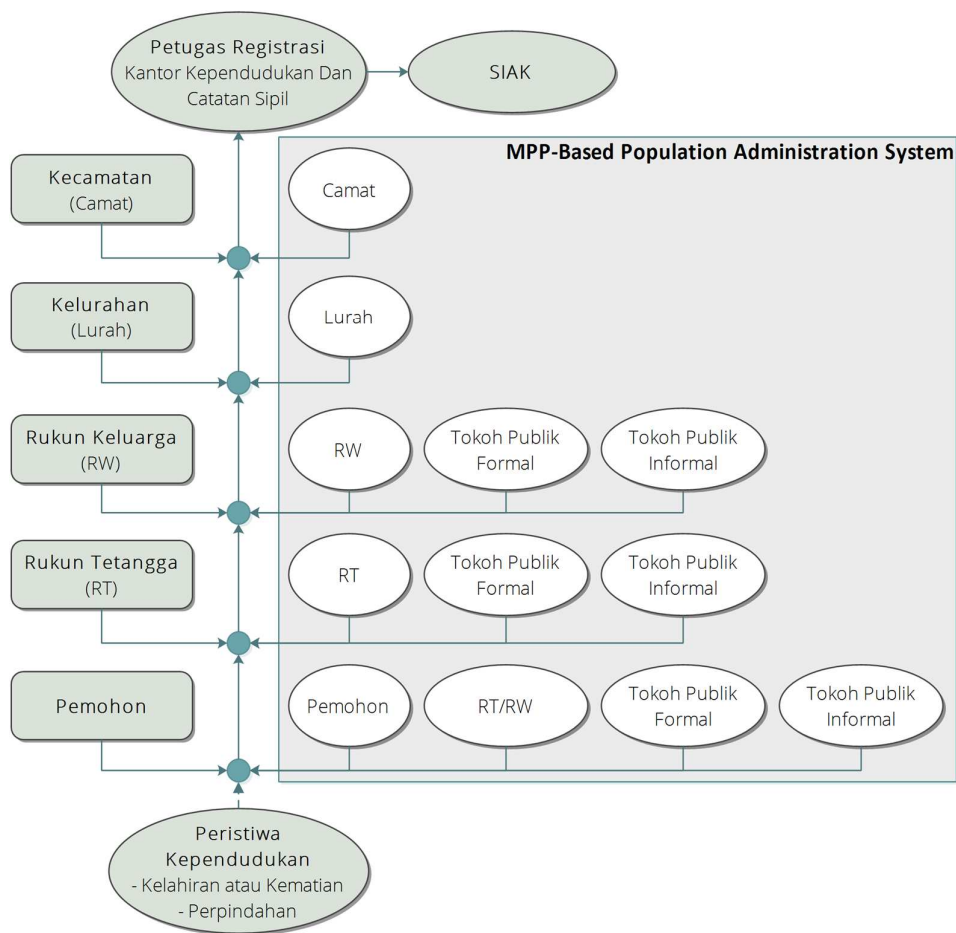 Petugas Registrasi
Kantor Kependudukan Dan
Catatan Sipil
SIAK
MPP-Based Population Administration System
Kecamatan
(Camat)
Camat
Kelurahan
(Lurah)
Lurah
Rukun Keluarga
(RW)
RW
Tokoh Publik
Formal
Tokoh Publik
Informal
Rukun Tetangga
(RT)
RT
Tokoh Publik
Formal
Tokoh Publik
Informal
Pemohon
Pemohon
RT/RW
Tokoh Publik
Formal
Tokoh Publik
Informal
Peristiwa
Kependudukan
- Kelahiran atau Kematian
- Perpindahan